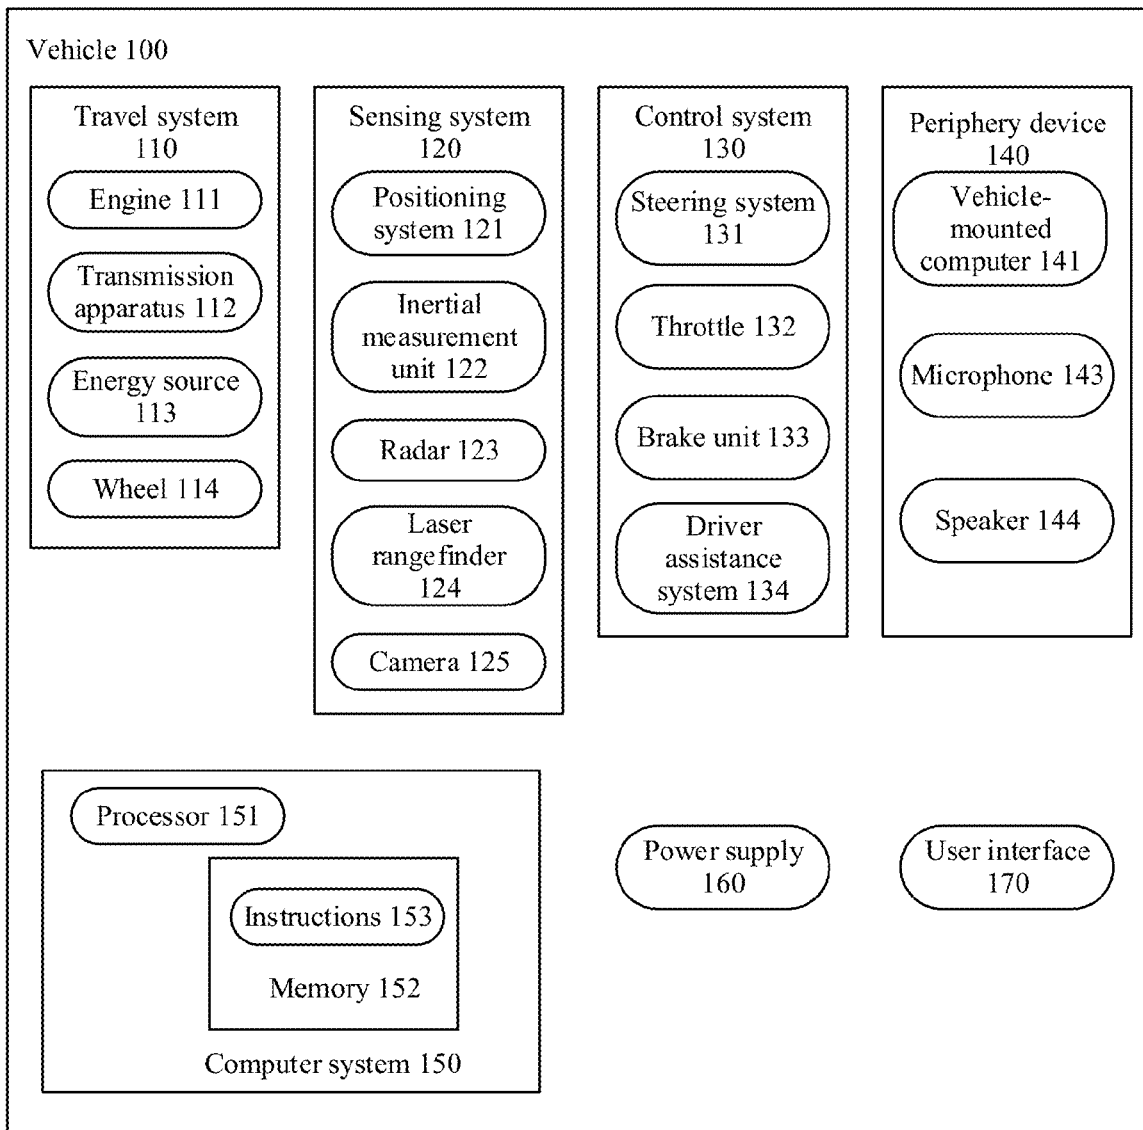 Vehicle 100
Travel system
110
Engine 111
Transmission
apparatus 112
Energy source
113
Wheel 114
Sensing system
120
Positioning
system 121
Inertial
measurement
unit 122
Radar 123
Laser
rangefinder
124
Camera 125
Control system
130
Steering system
131
Throttle 132
Brake unit 133
Driver
assistance
system 134
Periphery device
140
Vehicle-
mounted
computer 141
Microphone 143
Speaker 144
Processor 151
Instructions 153
Memory 152
Computer system 150
Power supply
160
User interface
170